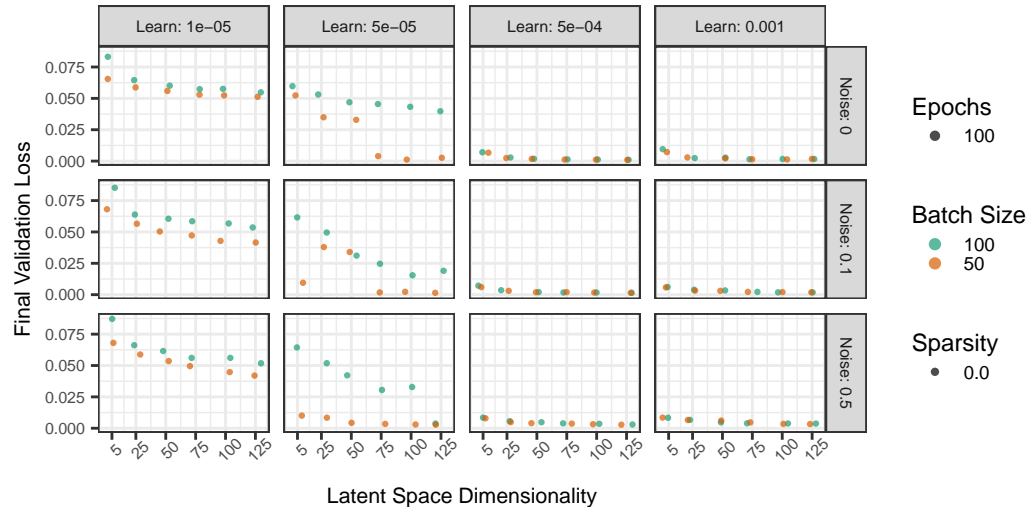 Learn: 1e−05
Learn: 5e−05
Learn: 5e−04
Learn: 0.001
Final Validation Loss
0.075
0.050
0.025
0.000
Noise: 0
0.075
0.050
0.025
0.000
Noise: 0.1
0.075
0.050
0.025
0.000
Noise: 0.5
5 25 50 75 100 125
5 25 50 75 100 125
5 25 50 75 100 125
5 25 50 75 100 125
Latent Space Dimensionality
Epochs
100
Batch Size
100
50
Sparsity
0.0